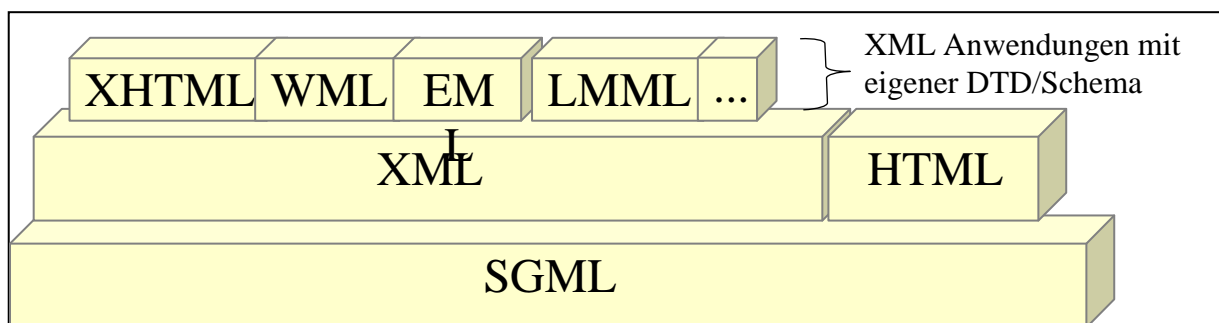 XML Anwendungen mit
eigener DTD/Schema
XHTML WML EM LMML ...
L
XML HTML
SGML